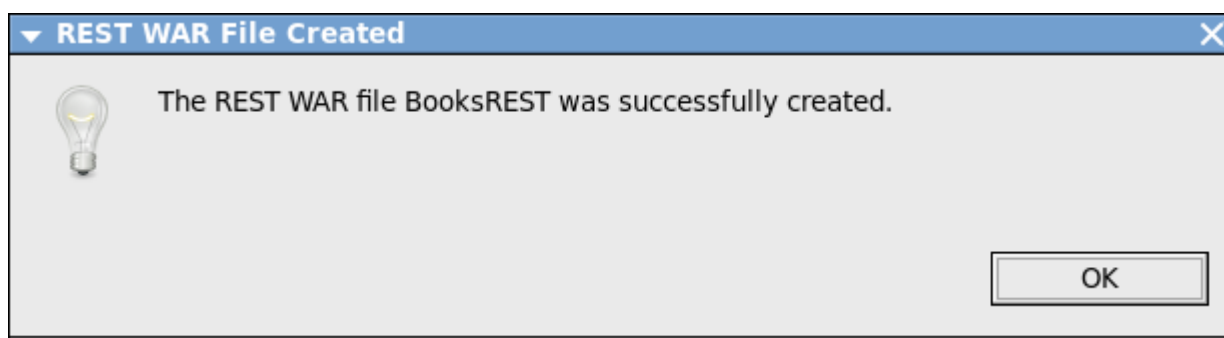 REST WAR File Created
The REST WAR file BooksREST was successfully created.
OK